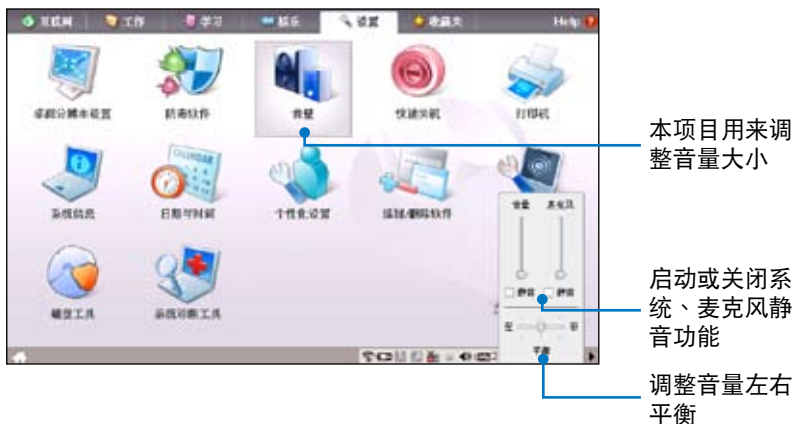 互联网 工作 学习 娱乐 设置 收藏夹 Help
桌面分辨率设置 防毒软件 音量 快速关机 打印机
系统信息 日期与时间 个性化设置 添加/删除软件
磁盘工具 系统诊断工具
音量 麦克风
静音 静音
左 右
平衡
本项目用来调
整音量大小
启动或关闭系
统、麦克风静
音功能
调整音量左右
平衡